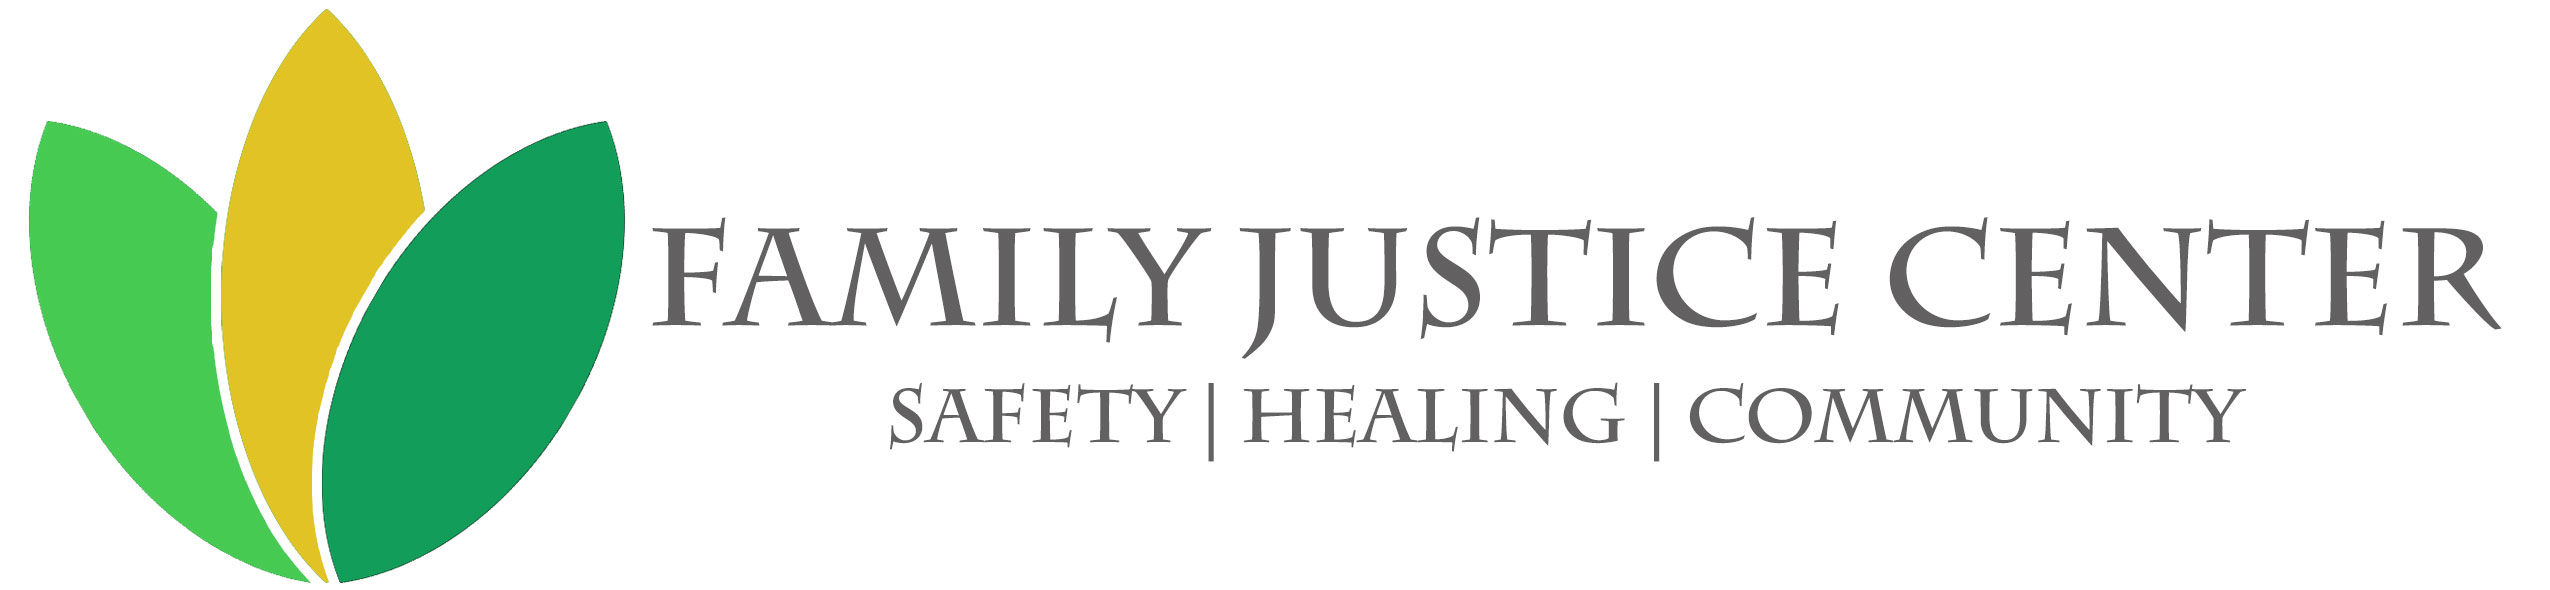 FAMILY JUSTICE CENTER
SAFETY | HEALING | COMMUNITY